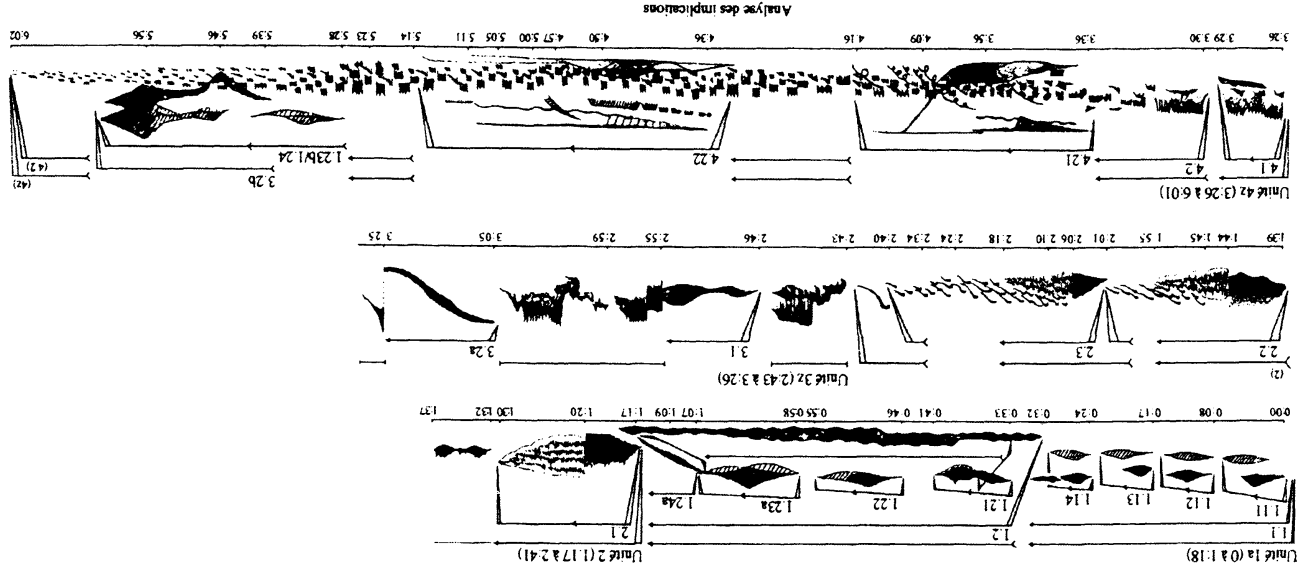 Unité 1a (0 à 1:18) Unité 2 (1:17 à 2:41)
1.1 1.2 2.1
1.11 1.12 1.13 1.14 1.21 1.22 1.23a 1.24a
0:00 0:08 0:17 0:24 0:32 0:33 0:41 0:46 0:55 0:58 1:07 1:09 1:17 1:20 1:30 1:32 1:37
(2) Unité 3z (2:43 à 3:26)
2.2 2.3 3.1 3.2a
1:39 1:44 1:45 1:55 2:01 2:06 2:10 2:18 2:24 2:34 2:40 2:43 2:46 2:55 2:59 3:05 3:25
Unité 4z (3:26 à 6:01) 3.2b (4z)
4.1 4.2 4.21 4.22 1.23b/1.24 (4.2)
3:26 3:29 3:30 3:36 3:56 4:09 4:16 4:36 4:50 4:57 5:00 5:05 5:11 5:14 5:23 5:28 5:39 5:46 5:56 6:02
Analyse des implications